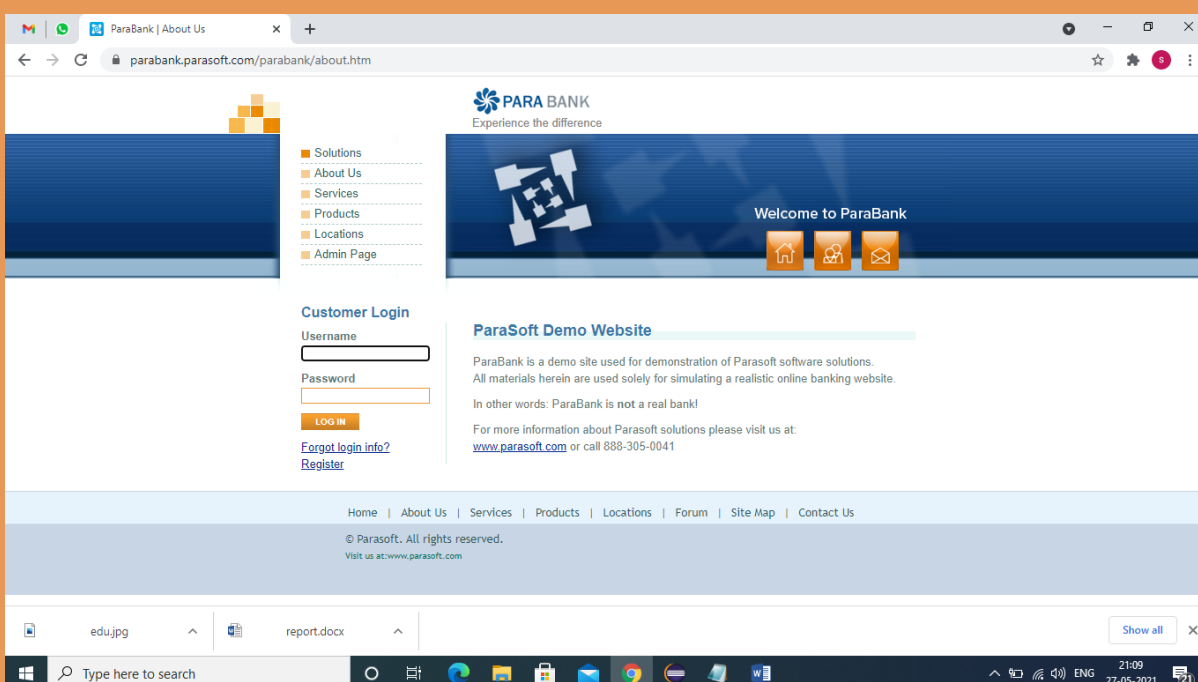 ParaBank | About Us
parabank.parasoft.com/parabank/about.htm
S
PARA BANK
Experience the difference
Solutions
About Us
Services
Products
Locations
Admin Page
Welcome to ParaBank
Customer Login
Username
Password
LOG IN
Forgot login info?
Register
ParaSoft Demo Website
ParaBank is a demo site used for demonstration of Parasoft software solutions.
All materials herein are used solely for simulating a realistic online banking website.
In other words: ParaBank is not a real bank!
For more information about Parasoft solutions please visit us at:
www.parasoft.com or call 888-305-0041
Home | About Us | Services | Products | Locations | Forum | Site Map | Contact Us
© Parasoft. All rights reserved.
Visit us at:www.parasoft.com
edu.jpg
report.docx
Show all
Type here to search
ENG
21:09
27-05-2021
21